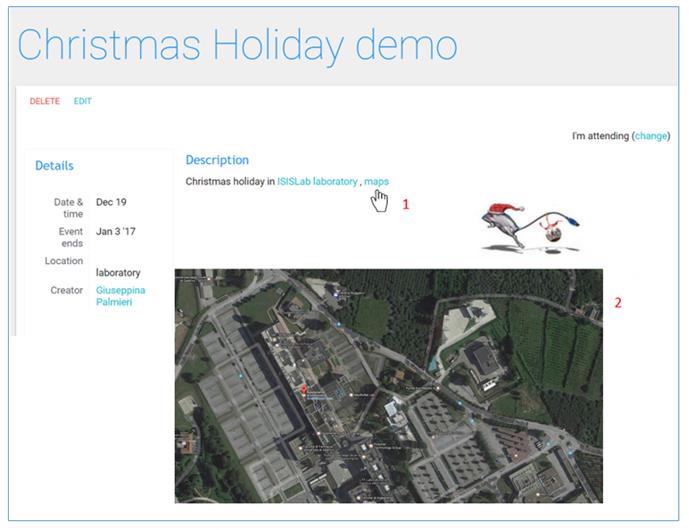 Christmas Holiday demo
DELETE EDIT
I'm attending (change)
Details
Date & time Dec 19
Event ends Jan 3 '17
Location laboratory
Creator Giuseppina Palmieri
Description
Christmas holiday in ISISLab laboratory , maps
1
2